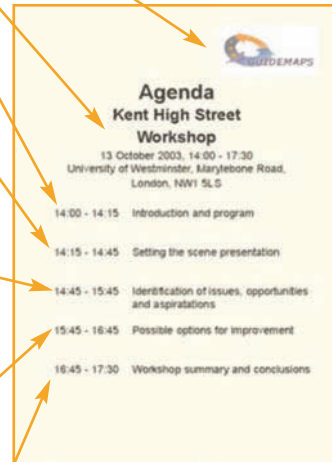 GUIDEMAPS
Agenda
Kent High Street
Workshop
13 October 2003, 14:00 - 17:30
University of Westminster, Marylebone Road,
London, NW1 5LS
14:00 - 14:15 Introduction and program
14:15 - 14:45 Setting the scene presentation
14:45 - 15:45 Identification of issues, opportunities
and aspiratations
15:45 - 16:45 Possible options for improvement
16:45 - 17:30 Workshop summary and conclusions